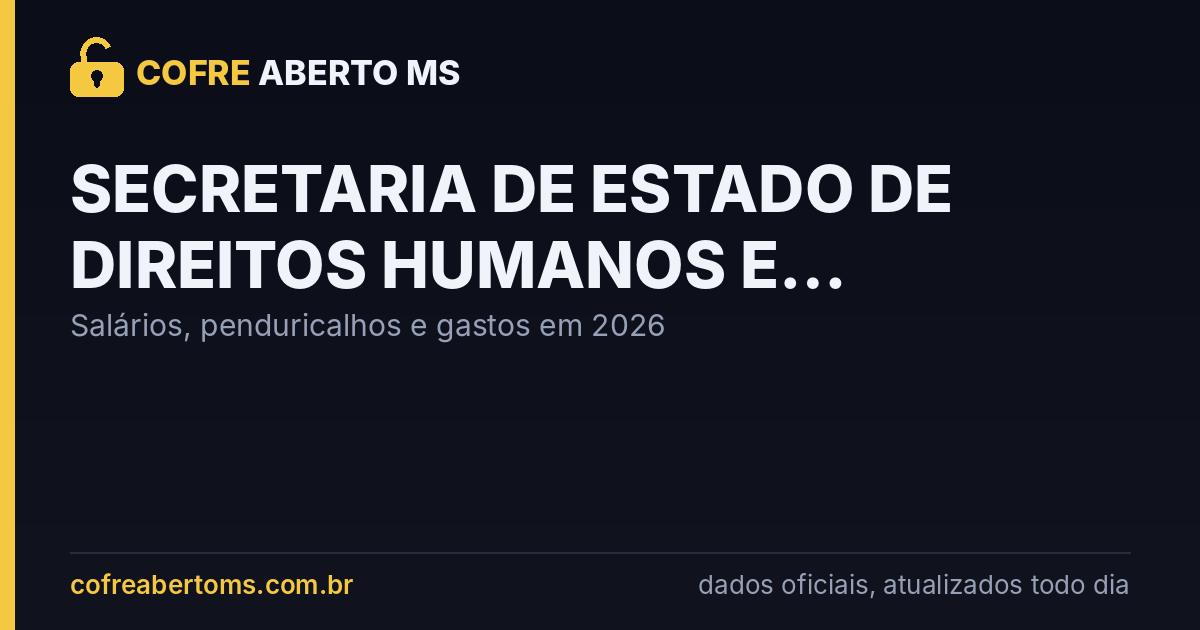 COFRE ABERTO MS
SECRETARIA DE ESTADO DE
DIREITOS HUMANOS E...
Salários, penduricalhos e gastos em 2026
cofreabertoms.com.br
dados oficiais, atualizados todo dia